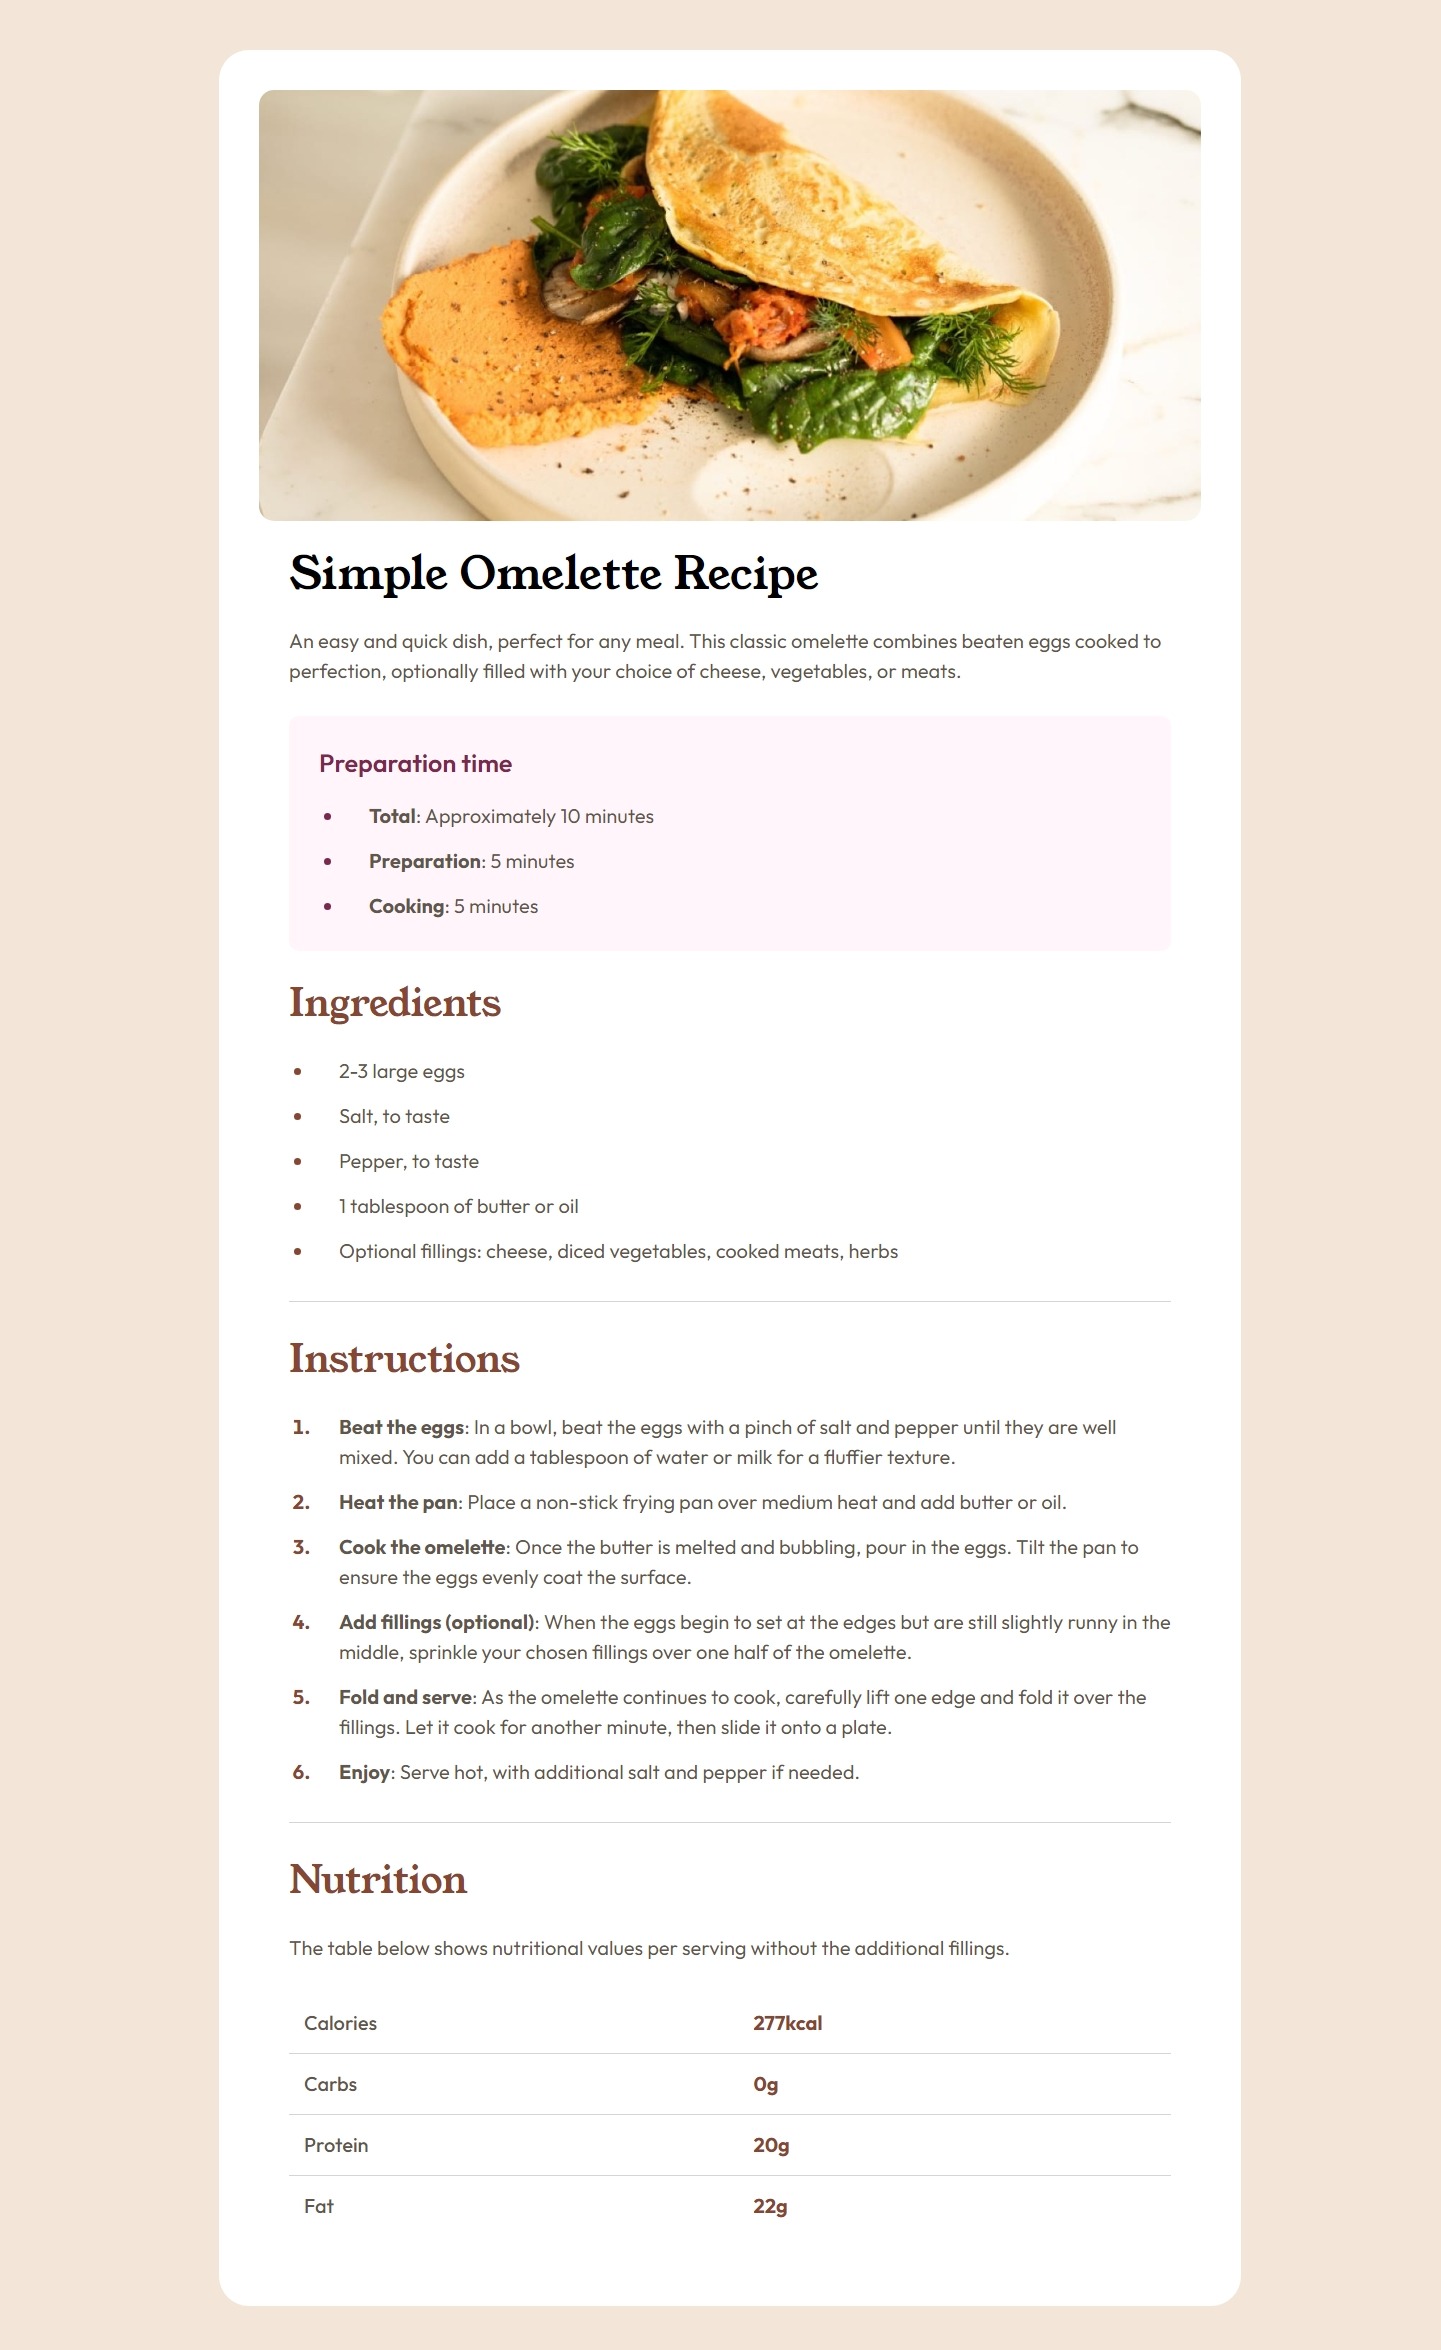 Simple Omelette Recipe
An easy and quick dish, perfect for any meal. This classic omelette combines beaten eggs cooked to
perfection, optionally filled with your choice of cheese, vegetables, or meats.
Preparation time
• Total: Approximately 10 minutes
• Preparation: 5 minutes
• Cooking: 5 minutes
Ingredients
• 2-3 large eggs
• Salt, to taste
• Pepper, to taste
• 1 tablespoon of butter or oil
• Optional fillings: cheese, diced vegetables, cooked meats, herbs
Instructions
1. Beat the eggs: In a bowl, beat the eggs with a pinch of salt and pepper until they are well
mixed. You can add a tablespoon of water or milk for a fluffier texture.
2. Heat the pan: Place a non-stick frying pan over medium heat and add butter or oil.
3. Cook the omelette: Once the butter is melted and bubbling, pour in the eggs. Tilt the pan to
ensure the eggs evenly coat the surface.
4. Add fillings (optional): When the eggs begin to set at the edges but are still slightly runny in the
middle, sprinkle your chosen fillings over one half of the omelette.
5. Fold and serve: As the omelette continues to cook, carefully lift one edge and fold it over the
fillings. Let it cook for another minute, then slide it onto a plate.
6. Enjoy: Serve hot, with additional salt and pepper if needed.
Nutrition
The table below shows nutritional values per serving without the additional fillings.
Calories 277kcal
Carbs 0g
Protein 20g
Fat 22g